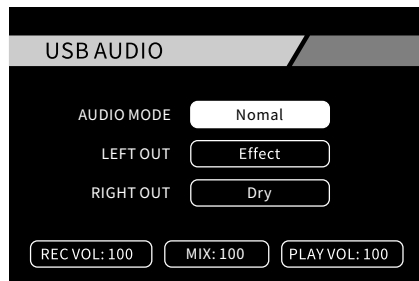 USB AUDIO
AUDIO MODE Nomal
LEFT OUT Effect
RIGHT OUT Dry
REC VOL: 100 MIX: 100 PLAY VOL: 100